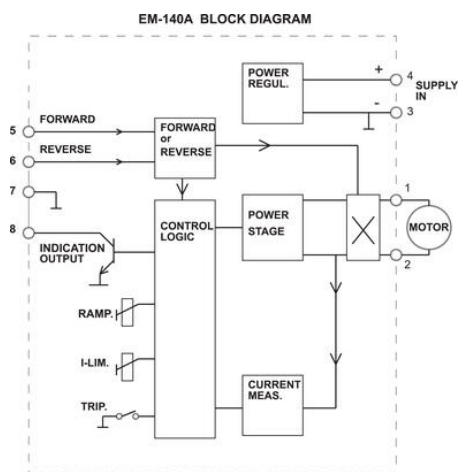 EM-140A BLOCK DIAGRAM
POWER
REGUL.
+
4
SUPPLY
IN
-
3
5
FORWARD
6
REVERSE
FORWARD
or
REVERSE
7
8
INDICATION
OUTPUT
CONTROL
LOGIC
POWER
STAGE
1
MOTOR
2
RAMP.
I-LIM.
TRIP.
CURRENT
MEAS.